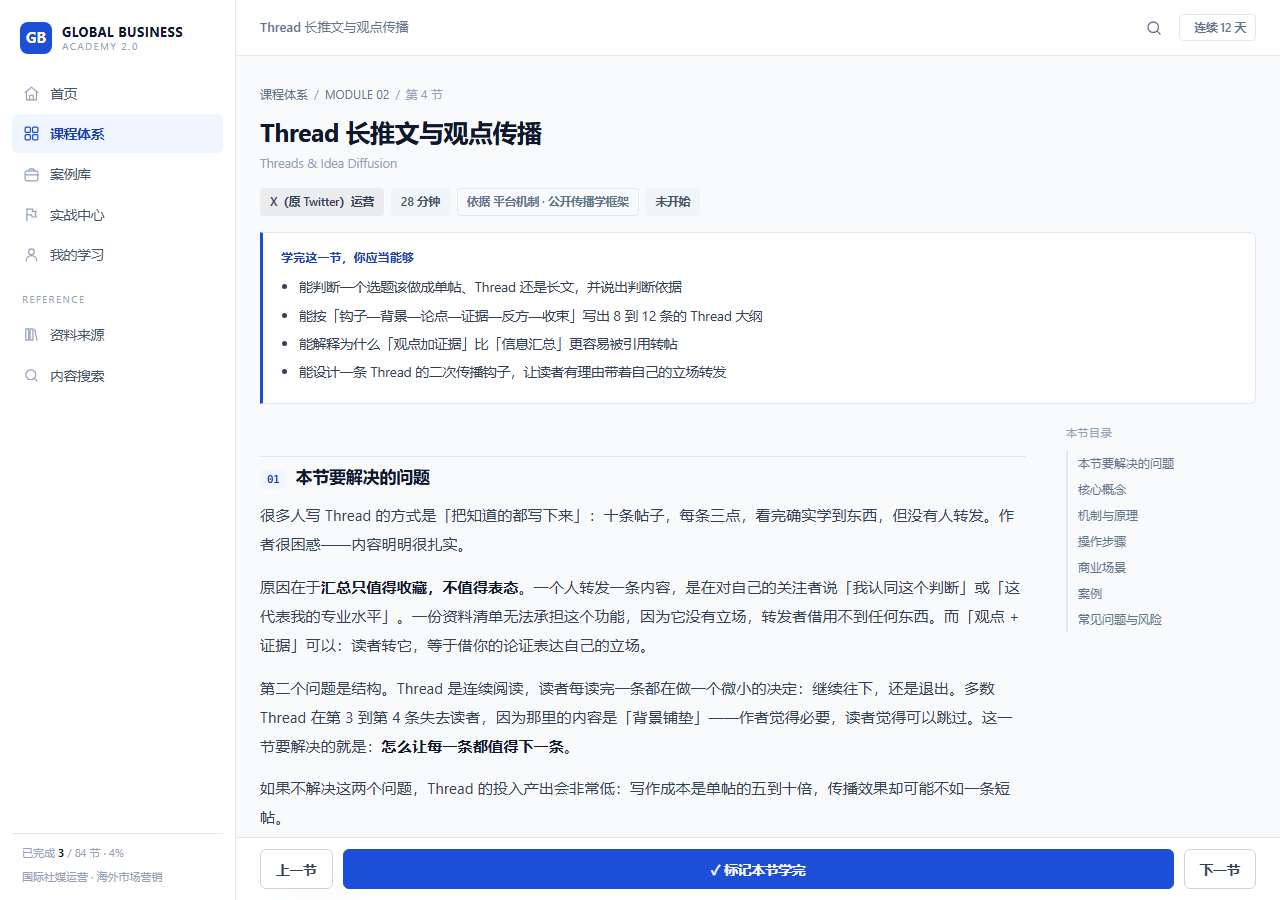 GB
GLOBAL BUSINESS
ACADEMY 2.0
首页
课程体系
案例库
实战中心
我的学习
REFERENCE
资料来源
内容搜索
已完成 3 / 84 节 · 4%
国际社媒运营 · 海外市场营销
Thread 长推文与观点传播
连续 12 天
课程体系 / MODULE 02 / 第 4 节
Thread 长推文与观点传播
Threads & Idea Diffusion
X（原 Twitter）运营
28 分钟
依据 平台机制 · 公开传播学框架
未开始
学完这一节，你应当能够
• 能判断一个选题该做成单帖、Thread 还是长文，并说出判断依据
• 能按「钩子—背景—论点—证据—反方—收束」写出 8 到 12 条的 Thread 大纲
• 能解释为什么「观点加证据」比「信息汇总」更容易被引用转帖
• 能设计一条 Thread 的二次传播钩子，让读者有理由带着自己的立场转发
01 本节要解决的问题
很多人写 Thread 的方式是「把知道的都写下来」：十条帖子，每条三点，看完确实学到东西，但没有人转发。作
者很困惑——内容明明很扎实。
原因在于汇总只值得收藏，不值得表态。一个人转发一条内容，是在对自己的关注者说「我认同这个判断」或「这
代表我的专业水平」。一份资料清单无法承担这个功能，因为它没有立场，转发者借用不到任何东西。而「观点 +
证据」可以：读者转它，等于借你的论证表达自己的立场。
第二个问题是结构。Thread 是连续阅读，读者每读完一条都在做一个微小的决定：继续往下，还是退出。多数
Thread 在第 3 到第 4 条失去读者，因为那里的内容是「背景铺垫」——作者觉得必要，读者觉得可以跳过。这一
节要解决的就是：怎么让每一条都值得下一条。
如果不解决这两个问题，Thread 的投入产出会非常低：写作成本是单帖的五到十倍，传播效果却可能不如一条短
帖。
本节目录
本节要解决的问题
核心概念
机制与原理
操作步骤
商业场景
案例
常见问题与风险
上一节
✓ 标记本节学完
下一节